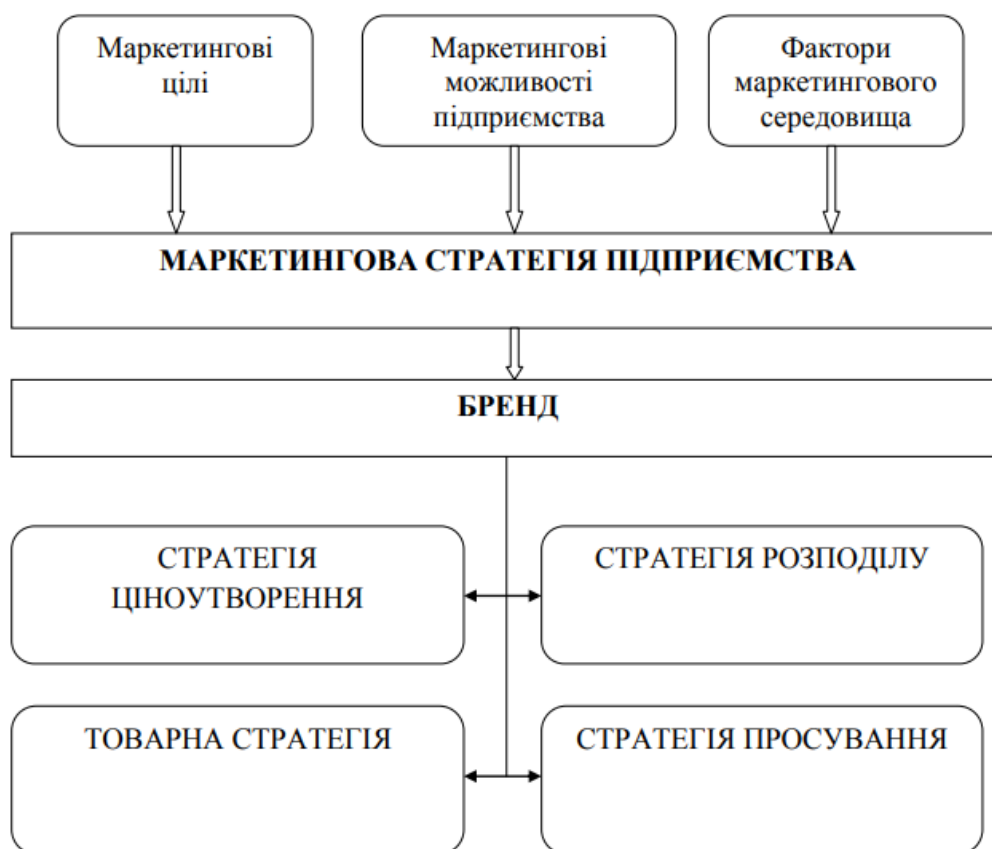 Маркетингові
цілі
Маркетингові
можливості
підприємства
Фактори
маркетингового
середовища
МАРКЕТИНГОВА СТРАТЕГІЯ ПІДПРИЄМСТВА
БРЕНД
СТРАТЕГІЯ
ЦІНОУТВОРЕННЯ
СТРАТЕГІЯ РОЗПОДІЛУ
ТОВАРНА СТРАТЕГІЯ
СТРАТЕГІЯ ПРОСУВАННЯ